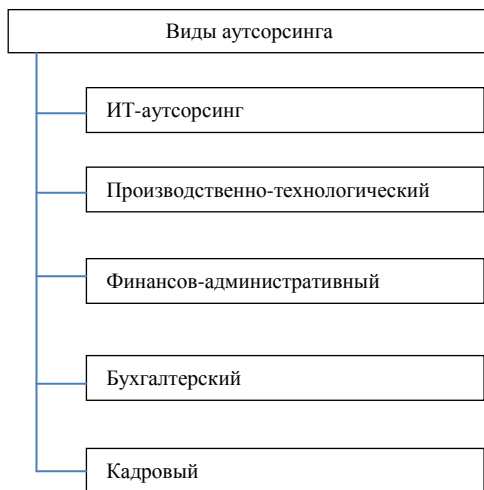 Виды аутсорсинга
ИТ-аутсорсинг
Производственно-технологический
Финансов-административный
Бухгалтерский
Кадровый